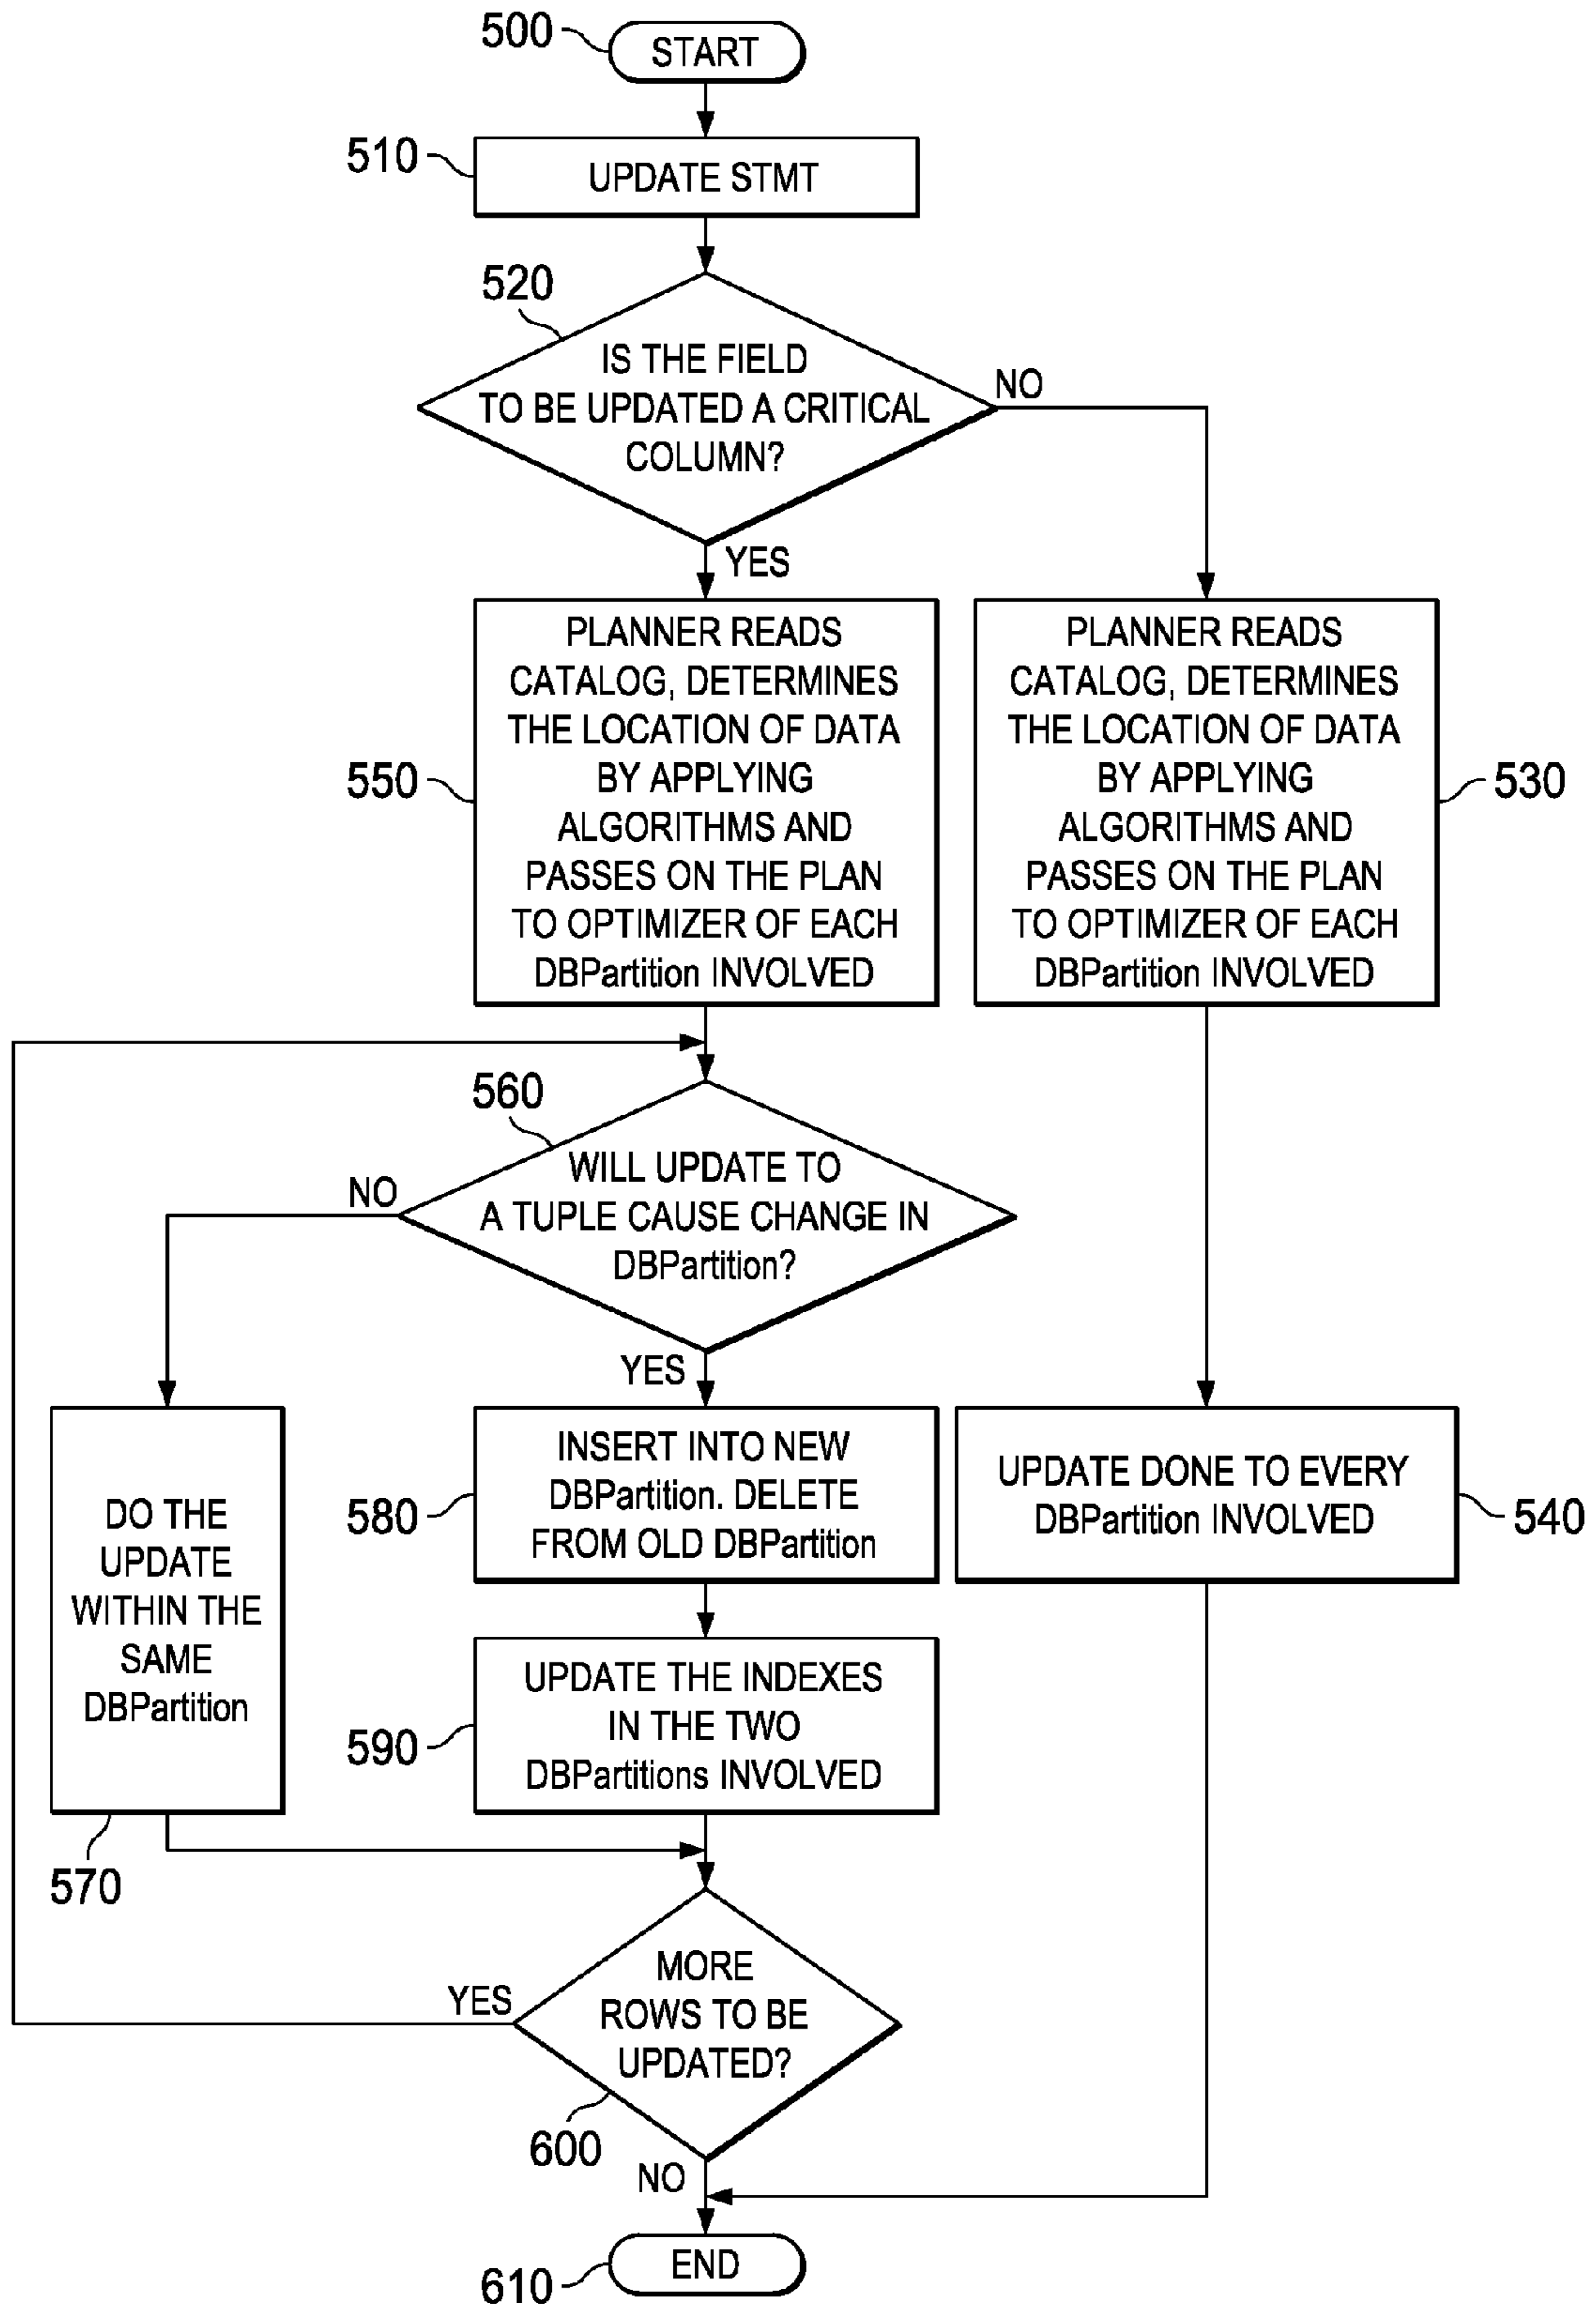 500
START
510
UPDATE STMT
520
IS THE FIELD
TO BE UPDATED A CRITICAL
COLUMN?
NO
YES
550
PLANNER READS
CATALOG, DETERMINES
THE LOCATION OF DATA
BY APPLYING
ALGORITHMS AND
PASSES ON THE PLAN
TO OPTIMIZER OF EACH
DBPartition INVOLVED
PLANNER READS
CATALOG, DETERMINES
THE LOCATION OF DATA
BY APPLYING
ALGORITHMS AND
PASSES ON THE PLAN
TO OPTIMIZER OF EACH
DBPartition INVOLVED
530
560
WILL UPDATE TO
A TUPLE CAUSE CHANGE IN
DBPartition?
NO
YES
DO THE
UPDATE
WITHIN THE
SAME
DBPartition
570
580
INSERT INTO NEW
DBPartition. DELETE
FROM OLD DBPartition
UPDATE DONE TO EVERY
DBPartition INVOLVED
540
590
UPDATE THE INDEXES
IN THE TWO
DBPartitions INVOLVED
MORE
ROWS TO BE
UPDATED?
YES
600
NO
610
END